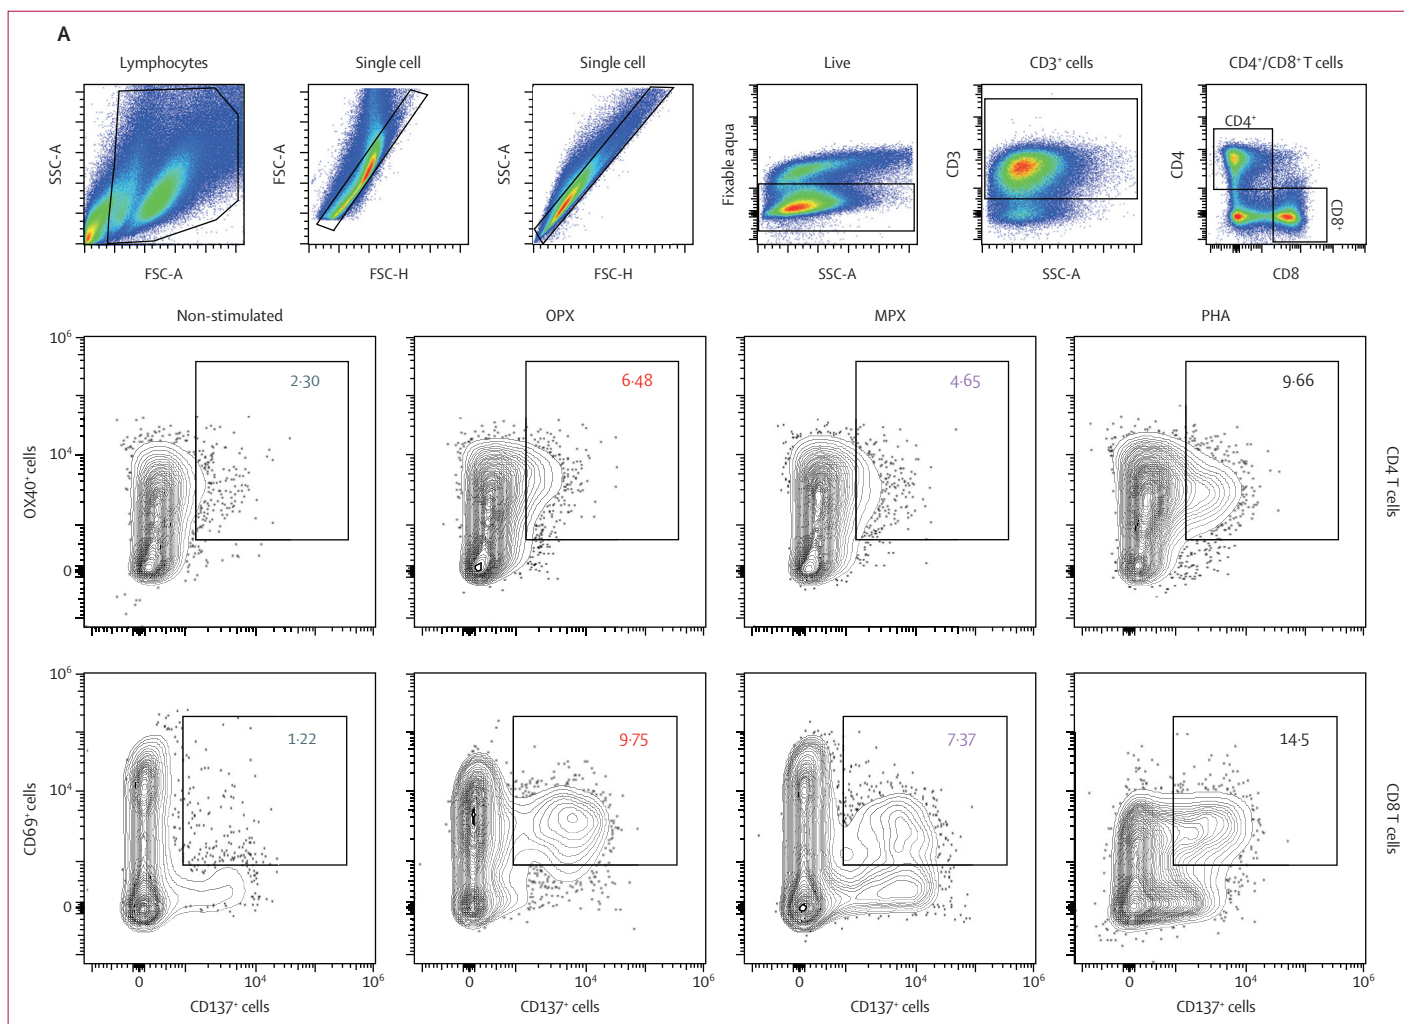 A
Lymphocytes
Single cell
Single cell
Live
CD3⁺ cells
CD4⁺/CD8⁺ T cells
SSC-A
FSC-A
SSC-A
Fixable aqua
CD3
CD4
CD4⁺
CD8⁺
FSC-A
FSC-H
FSC-H
SSC-A
SSC-A
CD8
Non-stimulated
OPX
MPX
PHA
10⁶
10⁴
0
OX40⁺ cells
2·30
6·48
4·65
9·66
CD4 T cells
10⁶
10⁴
0
CD69⁺ cells
1·22
9·75
7·37
14·5
CD8 T cells
0 10⁴ 10⁶
0 10⁴ 10⁶
0 10⁴ 10⁶
0 10⁴ 10⁶
CD137⁺ cells
CD137⁺ cells
CD137⁺ cells
CD137⁺ cells